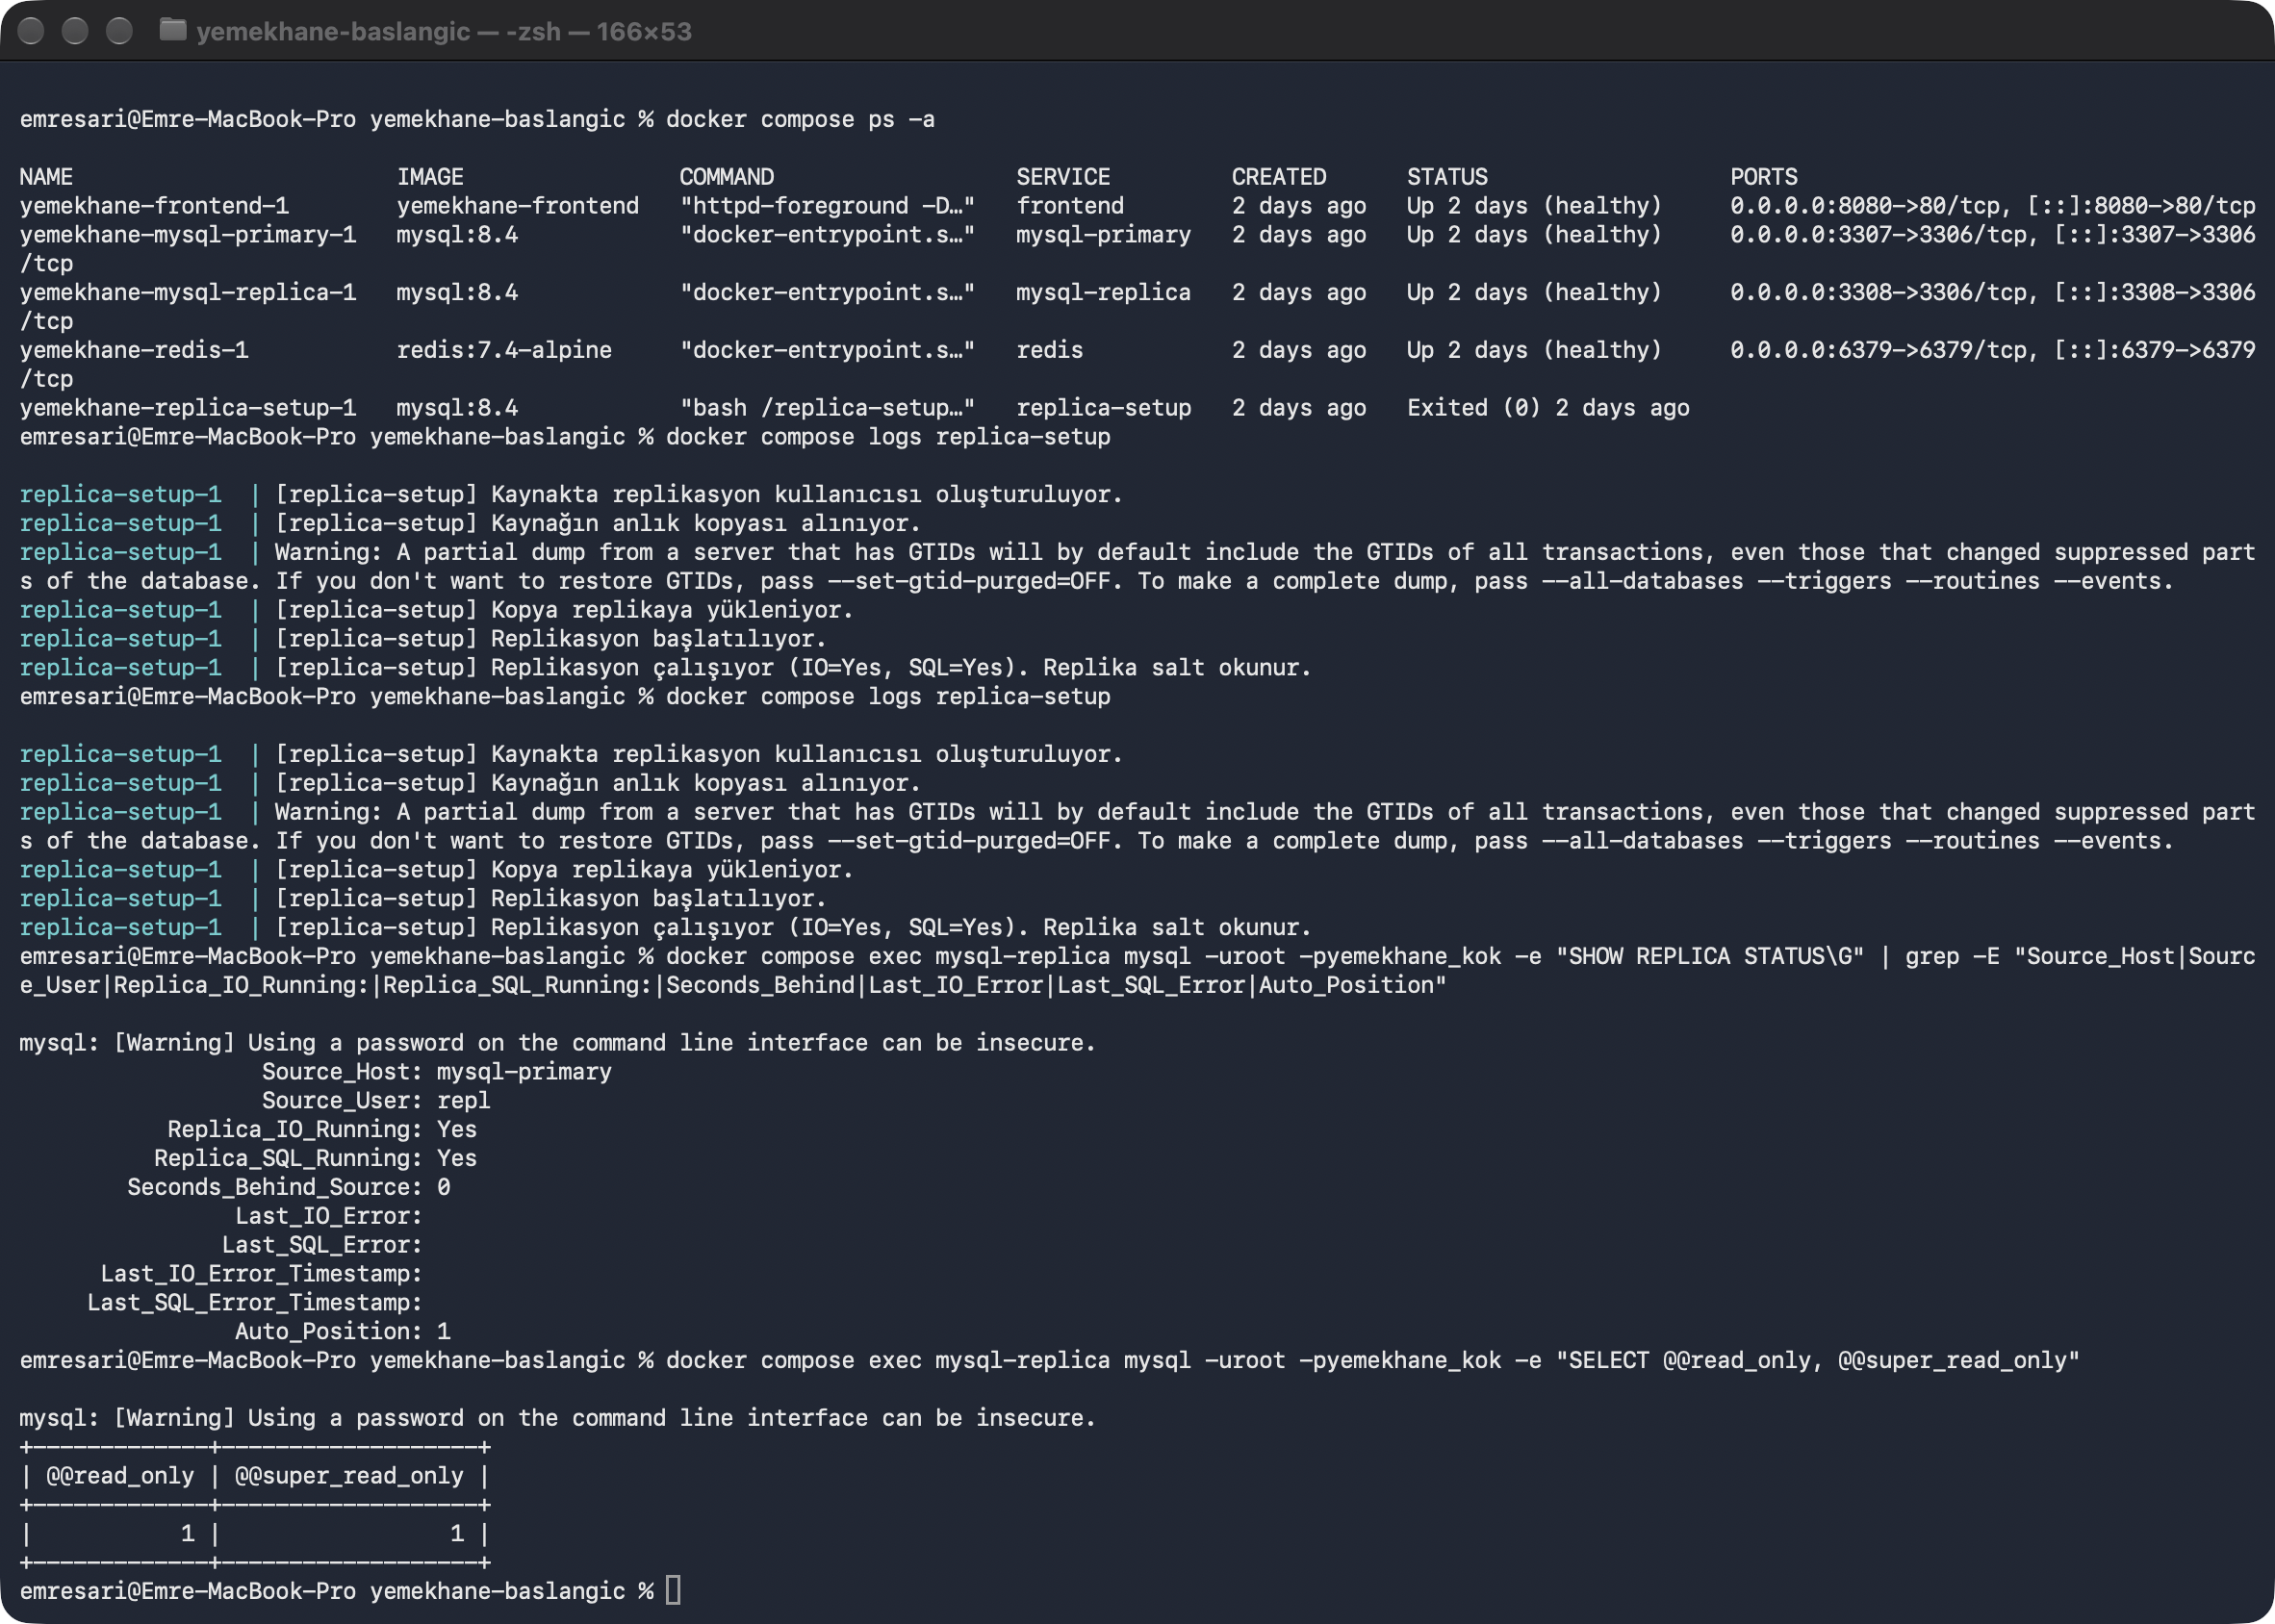 yemekhane-baslangic — -zsh — 166×53
emresari@Emre-MacBook-Pro yemekhane-baslangic % docker compose ps -a
NAME                        IMAGE                COMMAND                  SERVICE         CREATED      STATUS                  PORTS
yemekhane-frontend-1        yemekhane-frontend   "httpd-foreground -D…"   frontend        2 days ago   Up 2 days (healthy)     0.0.0.0:8080->80/tcp, [::]:8080->80/tcp
yemekhane-mysql-primary-1   mysql:8.4            "docker-entrypoint.s…"   mysql-primary   2 days ago   Up 2 days (healthy)     0.0.0.0:3307->3306/tcp, [::]:3307->3306
/tcp
yemekhane-mysql-replica-1   mysql:8.4            "docker-entrypoint.s…"   mysql-replica   2 days ago   Up 2 days (healthy)     0.0.0.0:3308->3306/tcp, [::]:3308->3306
/tcp
yemekhane-redis-1           redis:7.4-alpine     "docker-entrypoint.s…"   redis           2 days ago   Up 2 days (healthy)     0.0.0.0:6379->6379/tcp, [::]:6379->6379
/tcp
yemekhane-replica-setup-1   mysql:8.4            "bash /replica-setup…"   replica-setup   2 days ago   Exited (0) 2 days ago
emresari@Emre-MacBook-Pro yemekhane-baslangic % docker compose logs replica-setup
replica-setup-1  | [replica-setup] Kaynakta replikasyon kullanıcısı oluşturuluyor.
replica-setup-1  | [replica-setup] Kaynağın anlık kopyası alınıyor.
replica-setup-1  | Warning: A partial dump from a server that has GTIDs will by default include the GTIDs of all transactions, even those that changed suppressed part
s of the database. If you don't want to restore GTIDs, pass --set-gtid-purged=OFF. To make a complete dump, pass --all-databases --triggers --routines --events.
replica-setup-1  | [replica-setup] Kopya replikaya yükleniyor.
replica-setup-1  | [replica-setup] Replikasyon başlatılıyor.
replica-setup-1  | [replica-setup] Replikasyon çalışıyor (IO=Yes, SQL=Yes). Replika salt okunur.
emresari@Emre-MacBook-Pro yemekhane-baslangic % docker compose logs replica-setup
replica-setup-1  | [replica-setup] Kaynakta replikasyon kullanıcısı oluşturuluyor.
replica-setup-1  | [replica-setup] Kaynağın anlık kopyası alınıyor.
replica-setup-1  | Warning: A partial dump from a server that has GTIDs will by default include the GTIDs of all transactions, even those that changed suppressed part
s of the database. If you don't want to restore GTIDs, pass --set-gtid-purged=OFF. To make a complete dump, pass --all-databases --triggers --routines --events.
replica-setup-1  | [replica-setup] Kopya replikaya yükleniyor.
replica-setup-1  | [replica-setup] Replikasyon başlatılıyor.
replica-setup-1  | [replica-setup] Replikasyon çalışıyor (IO=Yes, SQL=Yes). Replika salt okunur.
emresari@Emre-MacBook-Pro yemekhane-baslangic % docker compose exec mysql-replica mysql -uroot -pyemekhane_kok -e "SHOW REPLICA STATUS\G" | grep -E "Source_Host|Sourc
e_User|Replica_IO_Running:|Replica_SQL_Running:|Seconds_Behind|Last_IO_Error|Last_SQL_Error|Auto_Position"
mysql: [Warning] Using a password on the command line interface can be insecure.
                  Source_Host: mysql-primary
                  Source_User: repl
           Replica_IO_Running: Yes
          Replica_SQL_Running: Yes
        Seconds_Behind_Source: 0
                Last_IO_Error:
               Last_SQL_Error:
      Last_IO_Error_Timestamp:
     Last_SQL_Error_Timestamp:
                Auto_Position: 1
emresari@Emre-MacBook-Pro yemekhane-baslangic % docker compose exec mysql-replica mysql -uroot -pyemekhane_kok -e "SELECT @@read_only, @@super_read_only"
mysql: [Warning] Using a password on the command line interface can be insecure.
+-------------+-------------------+
| @@read_only | @@super_read_only |
+-------------+-------------------+
|           1 |                 1 |
+-------------+-------------------+
emresari@Emre-MacBook-Pro yemekhane-baslangic %